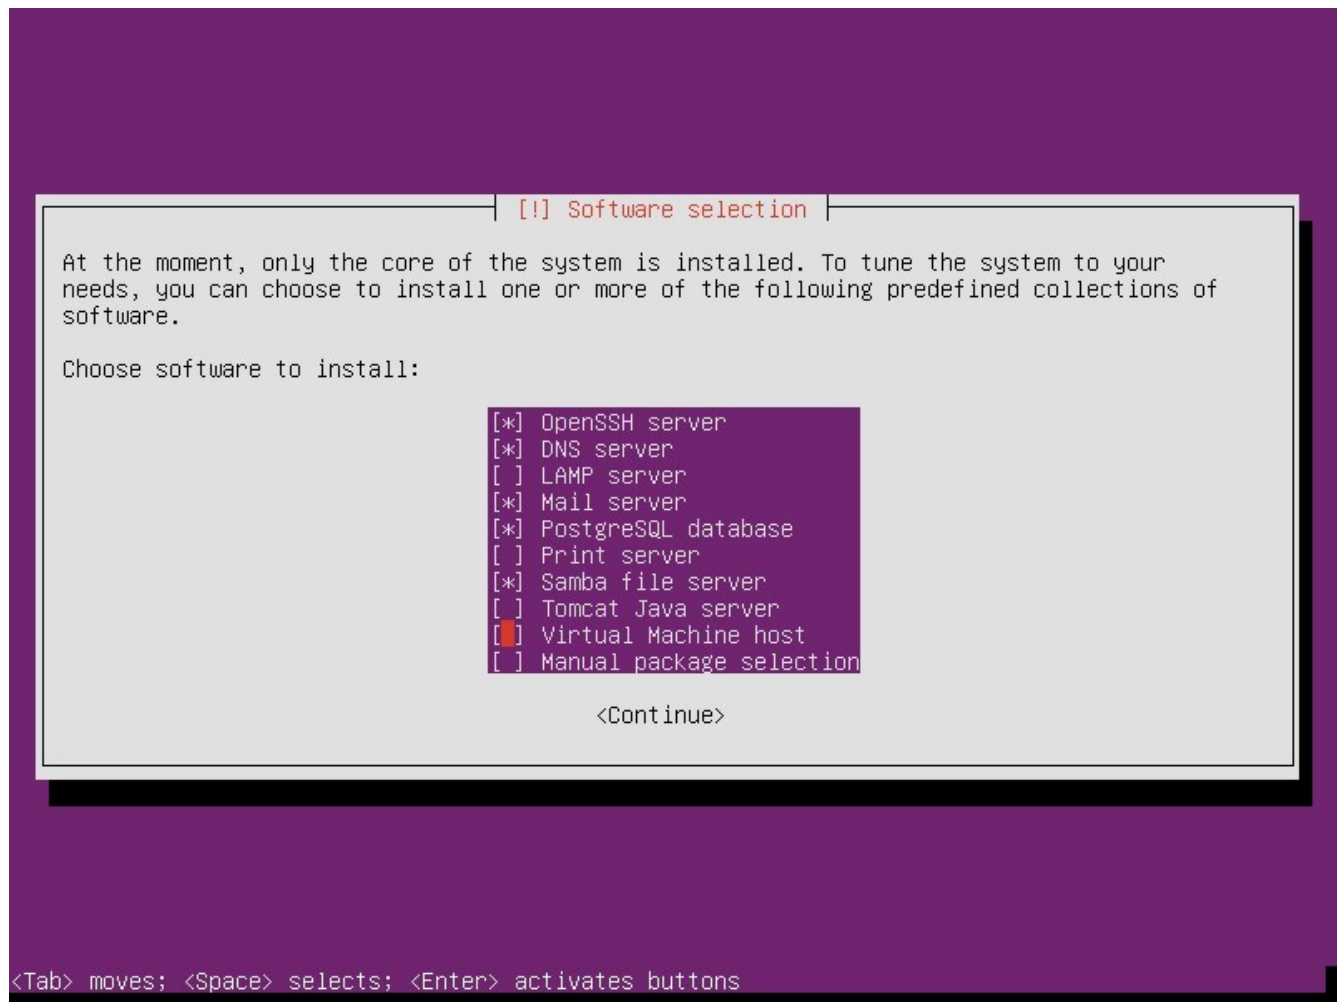 [!] Software selection
At the moment, only the core of the system is installed. To tune the system to your
needs, you can choose to install one or more of the following predefined collections of
software.
Choose software to install:
[*] OpenSSH server
[*] DNS server
[ ] LAMP server
[*] Mail server
[*] PostgreSQL database
[ ] Print server
[*] Samba file server
[ ] Tomcat Java server
[ ] Virtual Machine host
[ ] Manual package selection
<Continue>
<Tab> moves; <Space> selects; <Enter> activates buttons